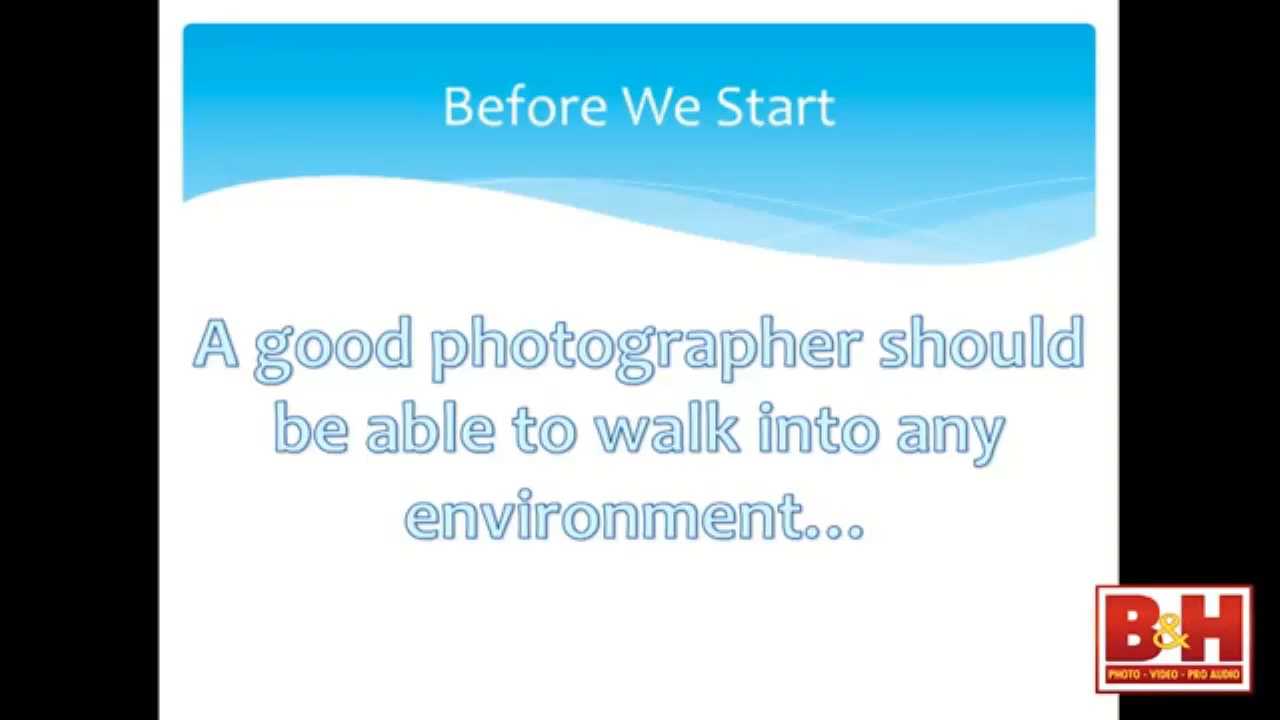 Before We Start
A good photographer should
be able to walk into any
environment...
B&H
PHOTO - VIDEO - PRO AUDIO